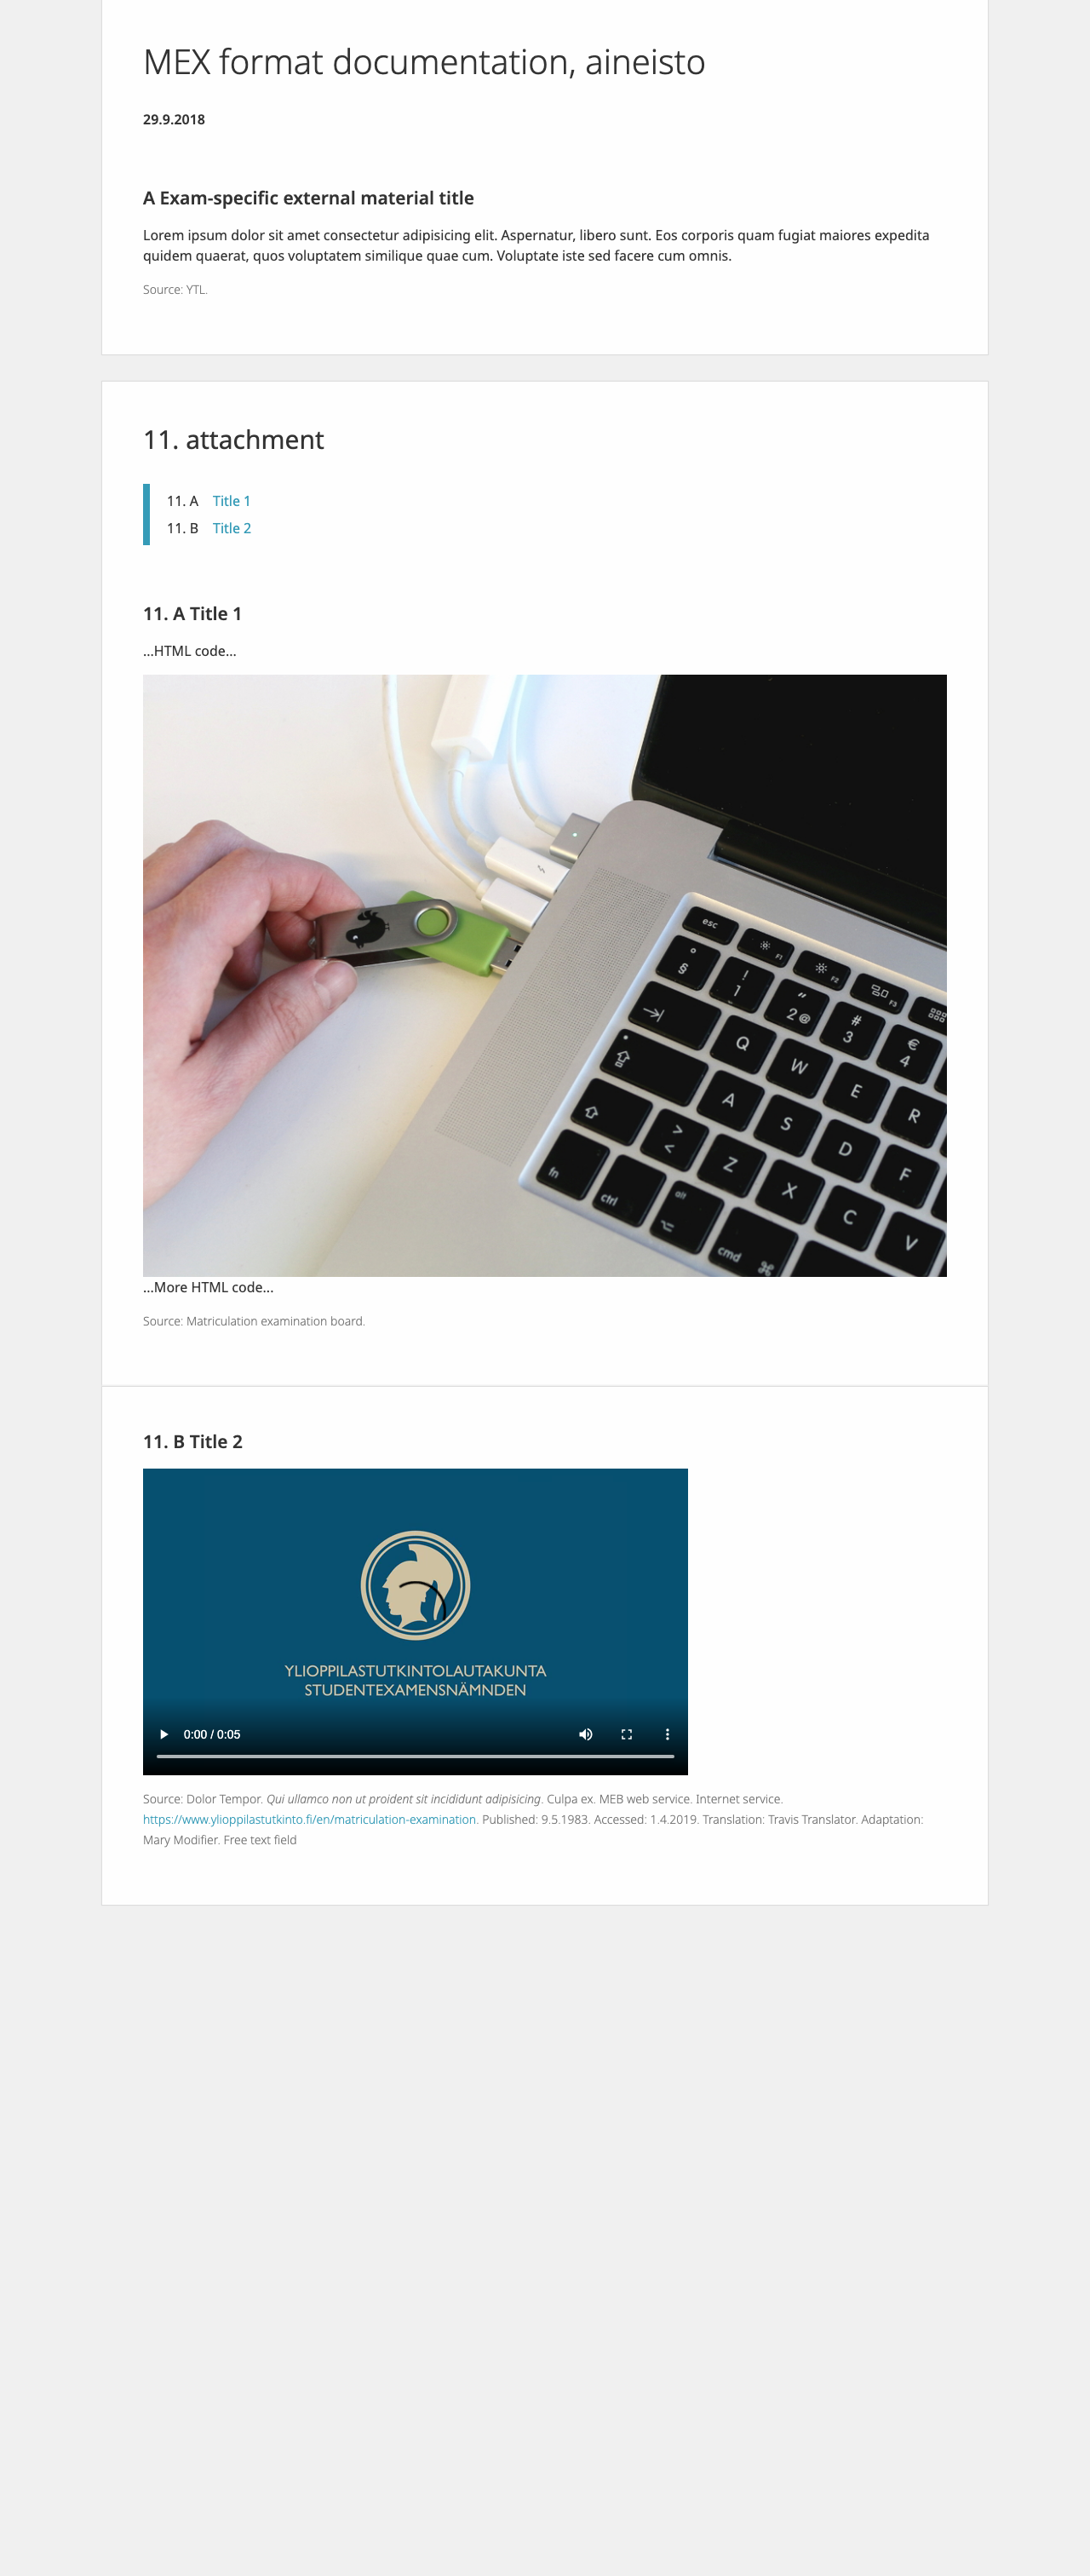 MEX format documentation, aineisto
29.9.2018
A Exam-specific external material title
Lorem ipsum dolor sit amet consectetur adipisicing elit. Aspernatur, libero sunt. Eos corporis quam fugiat maiores expedita
quidem quaerat, quos voluptatem similique quae cum. Voluptate iste sed facere cum omnis.
Source: YTL.
11. attachment
11. A Title 1
11. B Title 2
11. A Title 1
...HTML code...
esc
F1
F2
F3
° §
! 1
" 2 @
# 3
€ 4
Q W E R
A S D F
> <
Z X C V
fn ctrl alt ⌥ cmd ⌘
...More HTML code...
Source: Matriculation examination board.
11. B Title 2
YLIOPPILASTUTKINTOLAUTAKUNTA
STUDENTEXAMENSNÄMNDEN
0:00 / 0:05
Source: Dolor Tempor. Qui ullamco non ut proident sit incididunt adipisicing. Culpa ex. MEB web service. Internet service.
https://www.ylioppilastutkinto.fi/en/matriculation-examination. Published: 9.5.1983. Accessed: 1.4.2019. Translation: Travis Translator. Adaptation:
Mary Modifier. Free text field